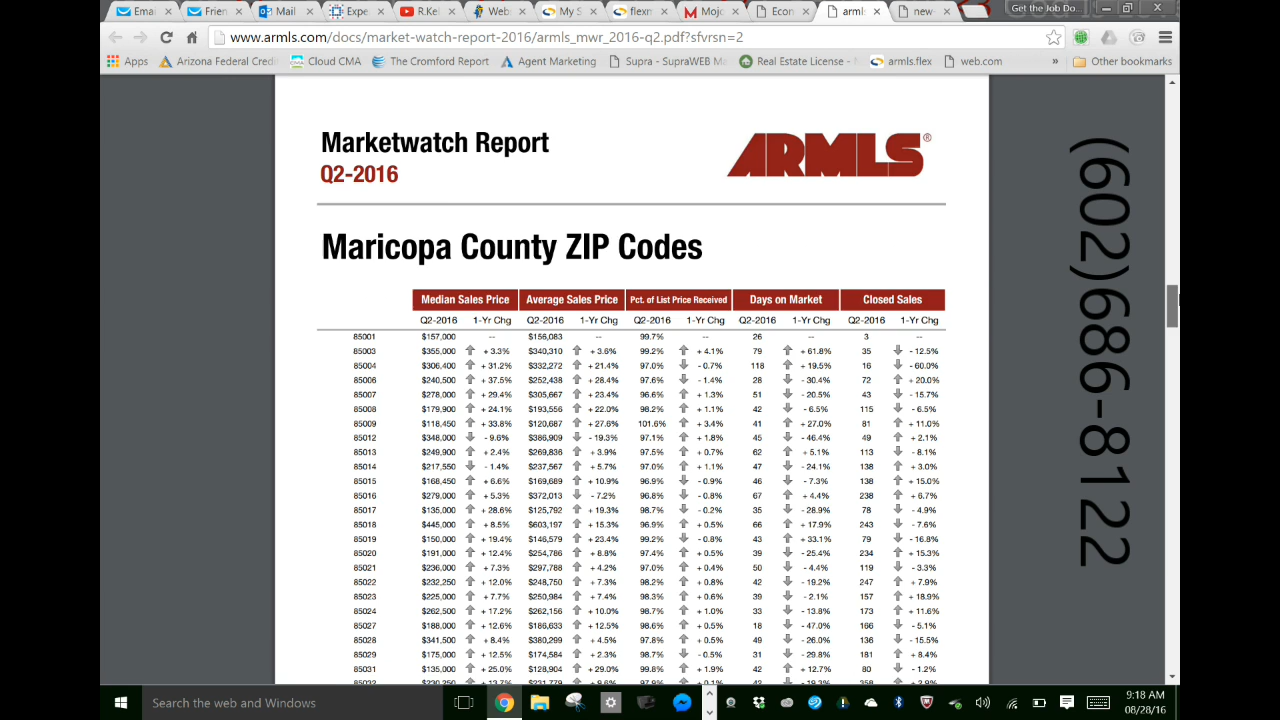 Emai
Frien
Mail
Expe
R.Kel
Webs
My S
flexm
Mojo
Econ
armls
new-
Get the Job Do...
www.armls.com/docs/market-watch-report-2016/armls_mwr_2016-q2.pdf?sfvrsn=2
Apps
Arizona Federal Cred
Cloud CMA
The Cromford Report
Agent Marketing
Supra - SupraWEB Ma
Real Estate License -
armls.flex
web.com
»
Other bookmarks
Marketwatch Report
Q2-2016
ARMLS®
Maricopa County ZIP Codes
Median Sales Price Average Sales Price Pct. of List Price Received Days on Market Closed Sales
Q2-2016 1-Yr Chg Q2-2016 1-Yr Chg Q2-2016 1-Yr Chg Q2-2016 1-Yr Chg Q2-2016 1-Yr Chg
85001 $157,000 -- $156,083 -- 99.7% -- 26 -- 3 --
85003 $355,000 + 3.3% $340,310 + 3.6% 99.2% + 4.1% 79 + 61.8% 35 - 12.5%
85004 $306,400 + 31.2% $332,272 + 21.4% 97.0% - 0.7% 118 + 19.5% 16 - 60.0%
85006 $240,500 + 37.5% $252,438 + 28.4% 97.6% - 1.4% 28 - 30.4% 72 + 20.0%
85007 $278,000 + 29.4% $305,667 + 23.4% 96.6% + 1.3% 51 - 20.5% 43 - 15.7%
85008 $179,900 + 24.1% $193,556 + 22.0% 98.2% + 1.1% 42 - 6.5% 115 - 6.5%
85009 $118,450 + 33.8% $120,687 + 27.6% 101.6% + 3.4% 41 + 27.0% 81 + 11.0%
85012 $348,000 - 9.6% $386,909 - 19.3% 97.1% + 1.8% 45 - 46.4% 49 + 2.1%
85013 $249,900 + 2.4% $269,836 + 3.9% 97.5% + 0.7% 62 + 5.1% 113 - 8.1%
85014 $217,550 - 1.4% $237,567 + 5.7% 97.0% + 1.1% 47 - 24.1% 138 + 3.0%
85015 $168,450 + 6.6% $169,689 + 10.9% 96.9% - 0.9% 46 - 7.3% 138 + 15.0%
85016 $279,000 + 5.3% $372,013 - 7.2% 96.8% - 0.8% 67 + 4.4% 238 + 6.7%
85017 $135,000 + 28.6% $125,792 + 19.3% 98.7% - 0.2% 35 - 28.9% 78 - 4.9%
85018 $445,000 + 8.5% $603,197 + 15.3% 96.9% + 0.5% 66 + 17.9% 243 - 7.6%
85019 $150,000 + 19.4% $146,579 + 23.4% 99.2% - 0.8% 43 + 33.1% 79 - 16.8%
85020 $191,000 + 12.4% $254,786 + 8.8% 97.4% + 0.5% 39 - 25.4% 234 + 15.3%
85021 $236,000 + 7.3% $297,788 + 4.2% 97.0% + 0.4% 50 - 4.4% 119 - 3.3%
85022 $232,250 + 12.0% $248,750 + 7.3% 98.2% + 0.8% 42 - 19.2% 247 + 7.9%
85023 $225,000 + 7.7% $250,984 + 7.4% 98.3% + 0.6% 39 - 2.1% 157 + 18.9%
85024 $262,500 + 17.2% $262,156 + 10.0% 98.7% + 1.0% 33 - 13.8% 173 + 11.6%
85027 $188,000 + 12.6% $186,633 + 12.5% 98.6% + 0.5% 18 - 47.0% 166 - 5.1%
85028 $341,500 + 8.4% $380,299 + 4.5% 97.8% + 0.5% 49 - 26.0% 136 - 15.5%
85029 $175,000 + 12.5% $174,584 + 2.3% 98.7% - 0.5% 31 - 29.8% 181 + 8.4%
85031 $135,000 + 25.0% $128,904 + 29.0% 99.8% + 1.9% 42 + 12.7% 80 - 1.2%
(602)686-8122
Search the web and Windows
9:18 AM
08/28/16